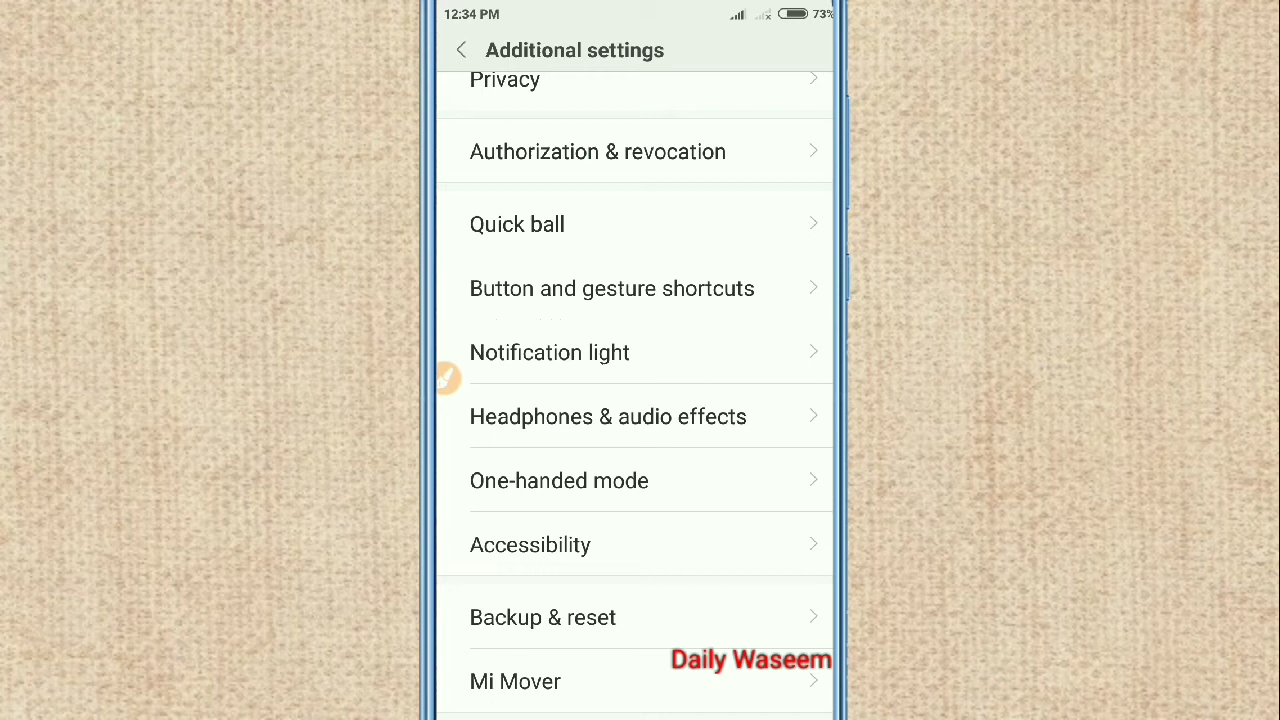 12:34 PM
73%
Additional settings
Privacy
Authorization & revocation
Quick ball
Button and gesture shortcuts
Notification light
Headphones & audio effects
One-handed mode
Accessibility
Backup & reset
Daily Waseem
Mi Mover